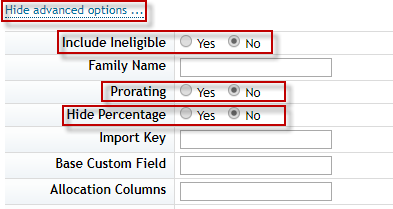 Hide advanced options ...
Include Ineligible Yes No
Family Name
Prorating Yes No
Hide Percentage Yes No
Import Key
Base Custom Field
Allocation Columns